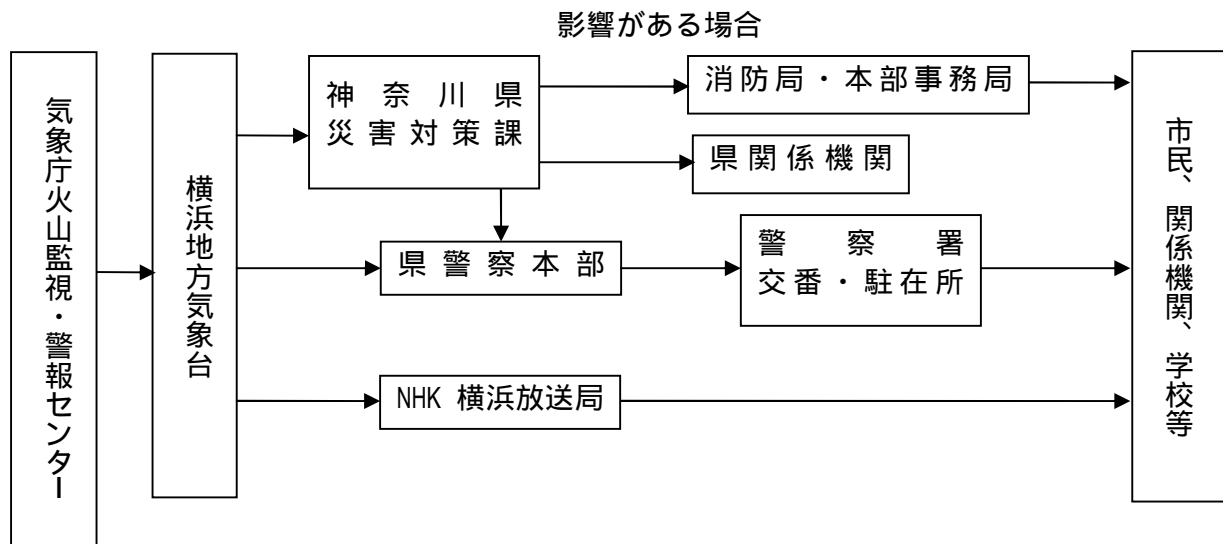 影響がある場合
気象庁火山監視・警報センター
横浜地方気象台
神奈川県
災害対策課
消防局・本部事務局
県関係機関
県警察本部
警察署
交番・駐在所
NHK 横浜放送局
市民、関係機関、学校等